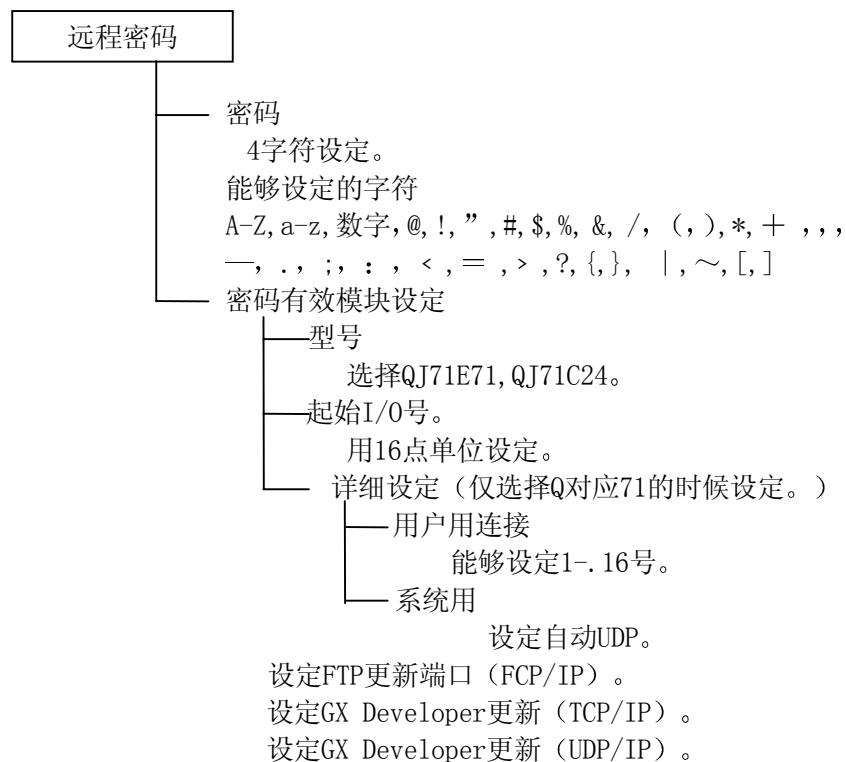 远程密码
密码
4字符设定。
能够设定的字符
A-Z,a-z,数字,@,!,”,#,$,%,&,/,(,),*,＋,,,
—,.,;,:,<,＝,>,?,{,},|,～,[,]
密码有效模块设定
型号
选择QJ71E71,QJ71C24。
起始I/O号。
用16点单位设定。
详细设定（仅选择Q对应71的时候设定。）
用户用连接
能够设定1-.16号。
系统用
设定自动UDP。
设定FTP更新端口（FCP/IP）。
设定GX Developer更新（TCP/IP）。
设定GX Developer更新（UDP/IP）。